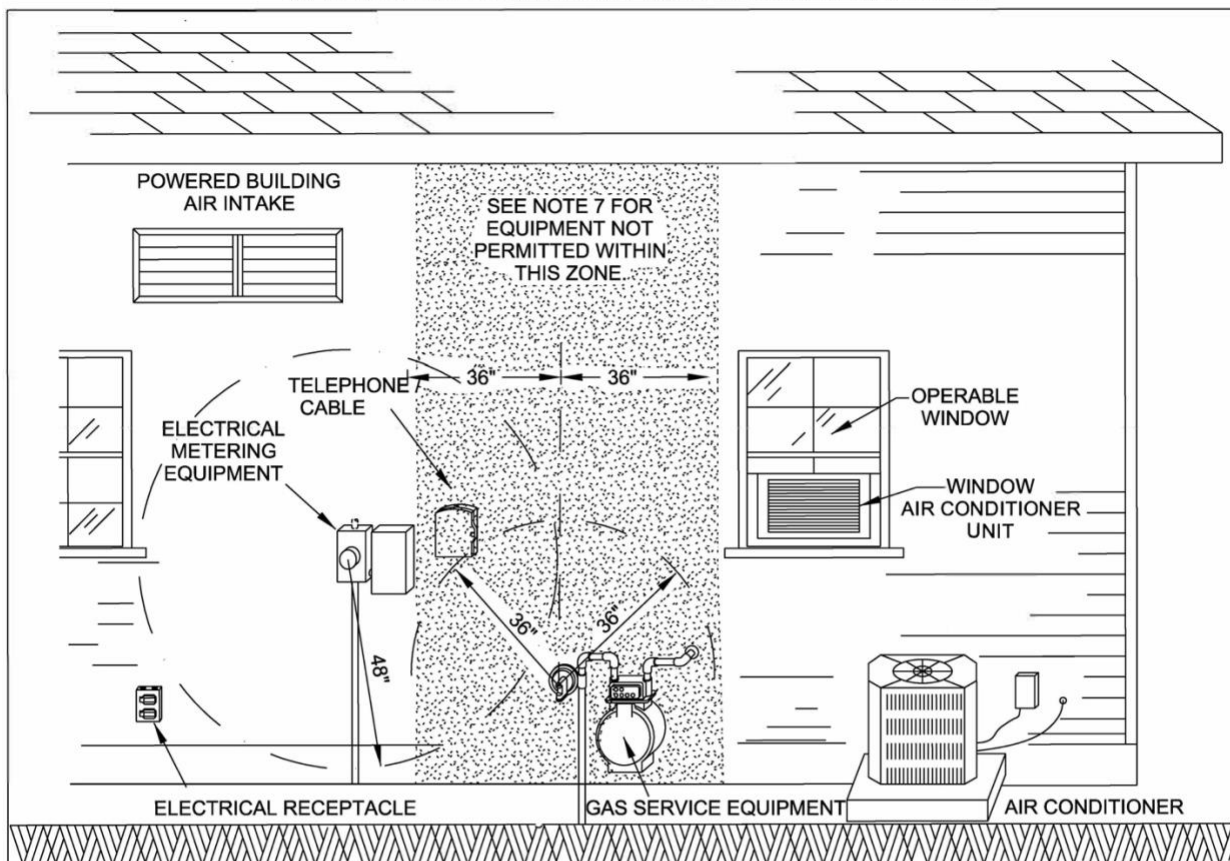 POWERED BUILDING
AIR INTAKE
SEE NOTE 7 FOR
EQUIPMENT NOT
PERMITTED WITHIN
THIS ZONE.
36"
36"
TELEPHONE
CABLE
ELECTRICAL
METERING
EQUIPMENT
OPERABLE
WINDOW
WINDOW
AIR CONDITIONER
UNIT
36"
36"
48"
ELECTRICAL RECEPTACLE
GAS SERVICE EQUIPMENT
AIR CONDITIONER